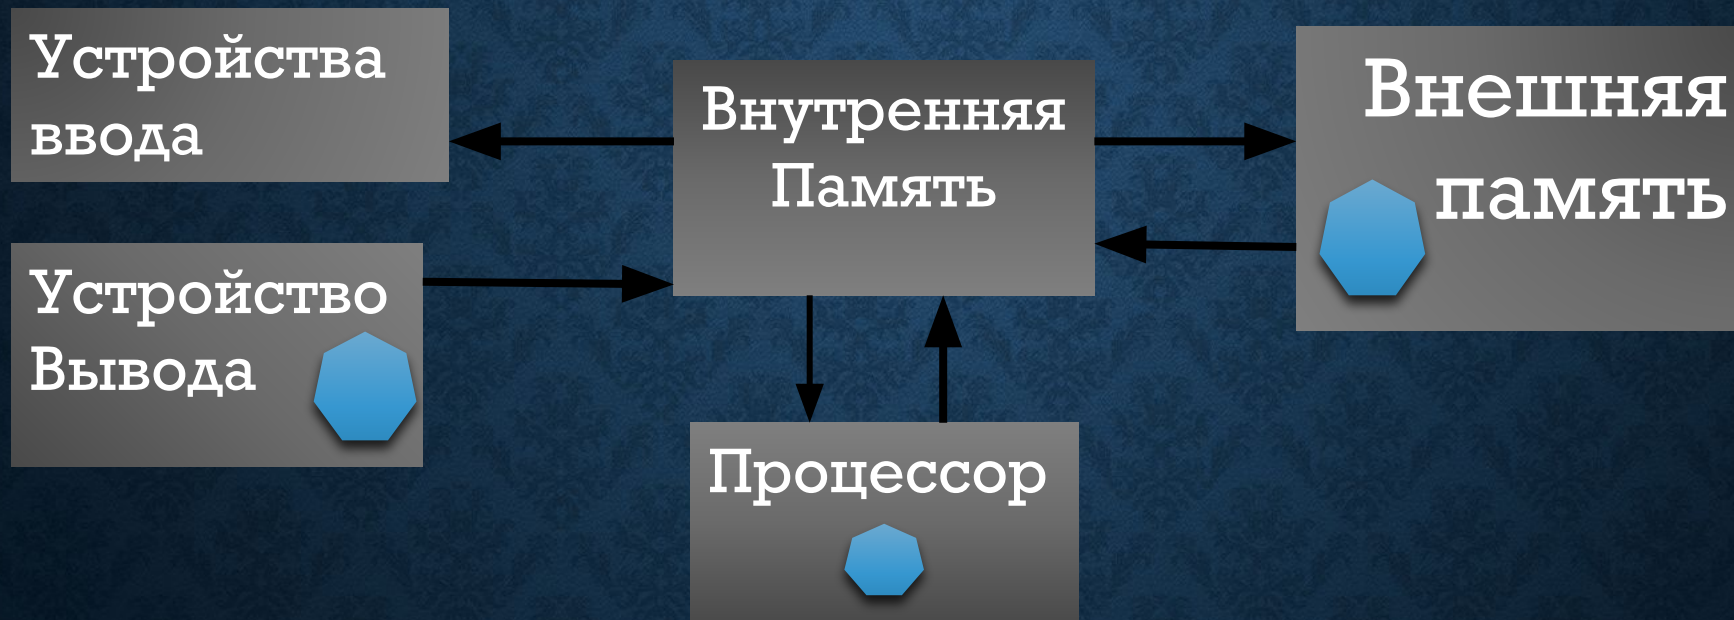 Устройства
ввода
Устройство
Вывода
Внутренняя
Память
Процессор
Внешняя
память